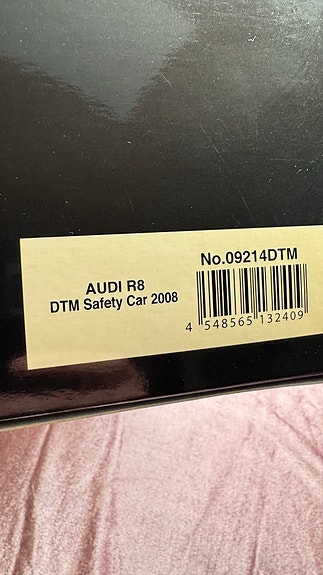 No.09214DTM
AUDI R8
DTM Safety Car 2008
4 548565 132409